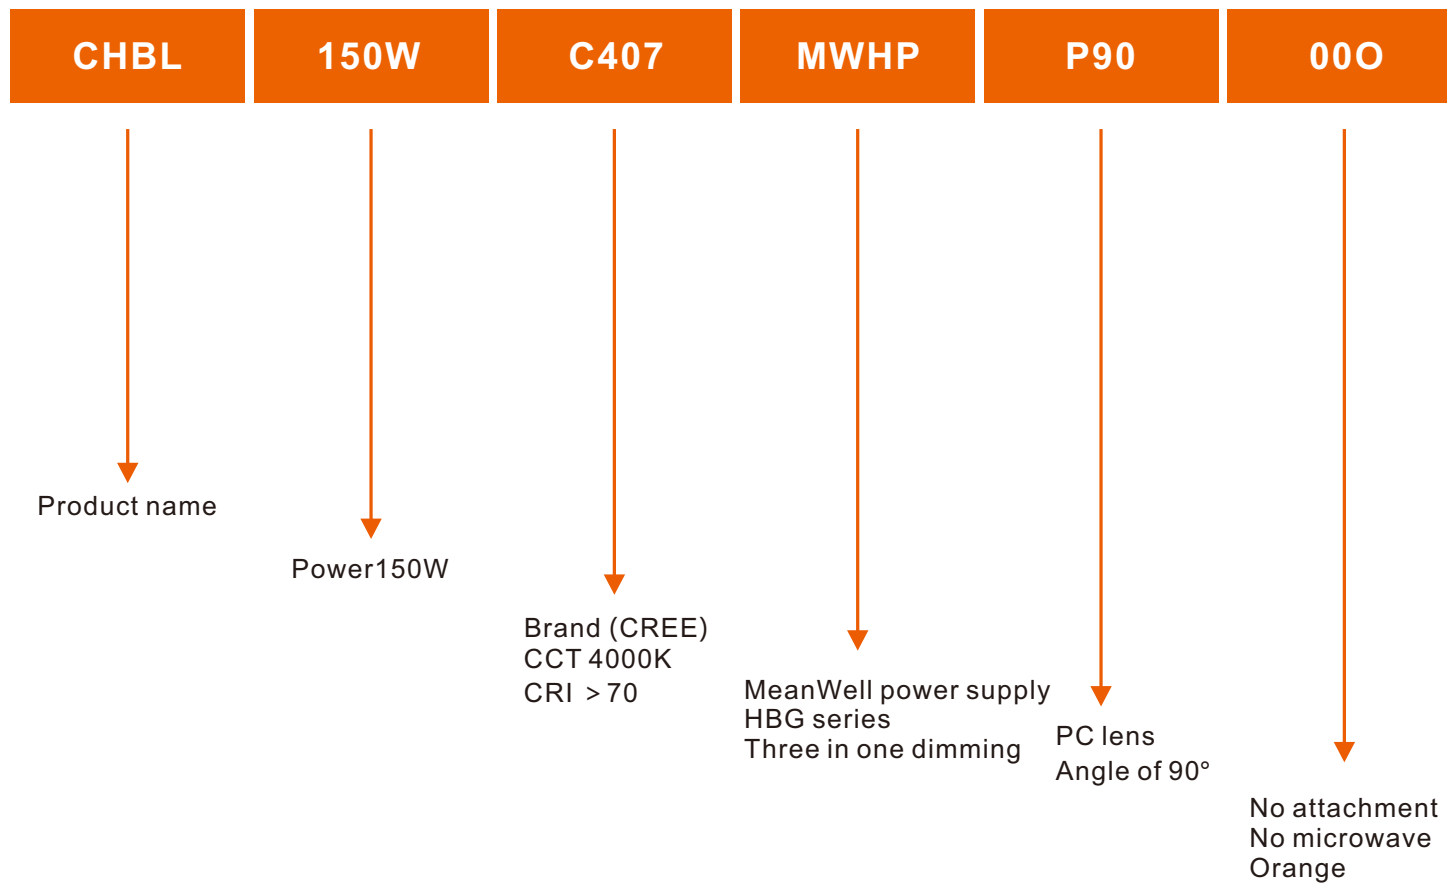 CHBL
150W
C407
MWHP
P90
00O
Product name
Power150W
Brand (CREE)
CCT 4000K
CRI >70
MeanWell power supply
HBG series
Three in one dimming
PC lens
Angle of 90°
No attachment
No microwave
Orange